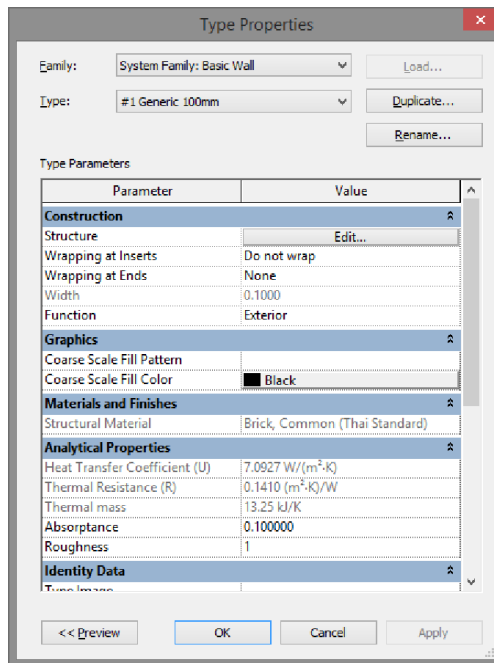 Type Properties
Family: System Family: Basic Wall Load...
Type: #1 Generic 100mm Duplicate...
Rename...
Type Parameters
Parameter Value
Construction
Structure Edit...
Wrapping at Inserts Do not wrap
Wrapping at Ends None
Width 0.1000
Function Exterior
Graphics
Coarse Scale Fill Pattern
Coarse Scale Fill Color Black
Materials and Finishes
Structural Material Brick, Common (Thai Standard)
Analytical Properties
Heat Transfer Coefficient (U) 7.0927 W/(m²·K)
Thermal Resistance (R) 0.1410 (m²·K)/W
Thermal mass 13.25 kJ/K
Absorptance 0.100000
Roughness 1
Identity Data
Type Image
<< Preview OK Cancel Apply